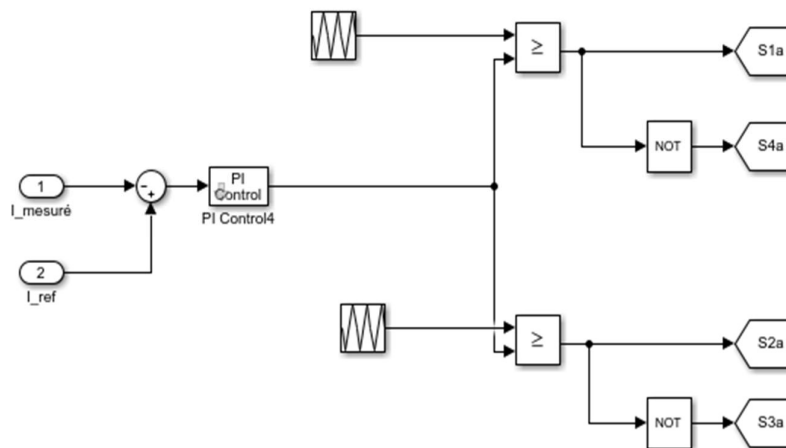 ≥
S1a
NOT
S4a
1
I_mesuré
-
+
PI
Control
PI Control4
2
I_ref
≥
S2a
NOT
S3a